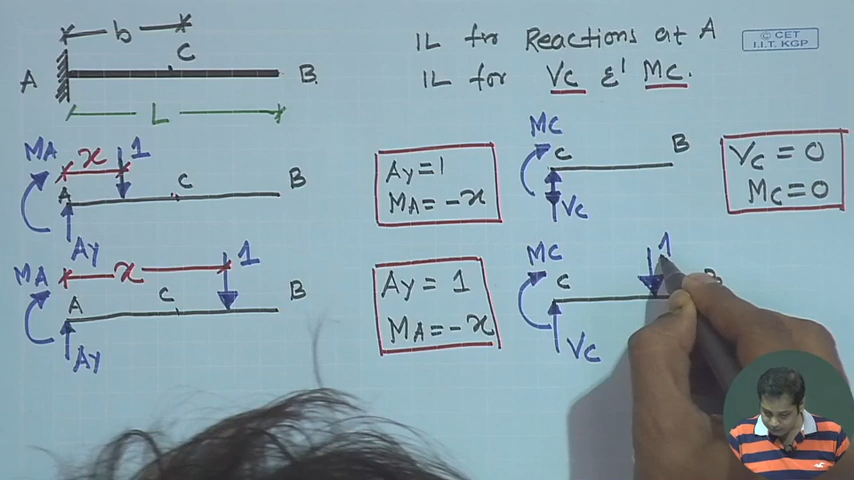 IL for Reactions at A
© CET
I.I.T. KGP
IL for VC & MC.
b
C
A
B
L
MA
x
1
A
C
B
Ay
Ay = 1
MA = -x
MC
C
B
VC
VC = 0
MC = 0
MA
x
1
A
C
B
Ay
Ay = 1
MA = -x
MC
C
1
VC